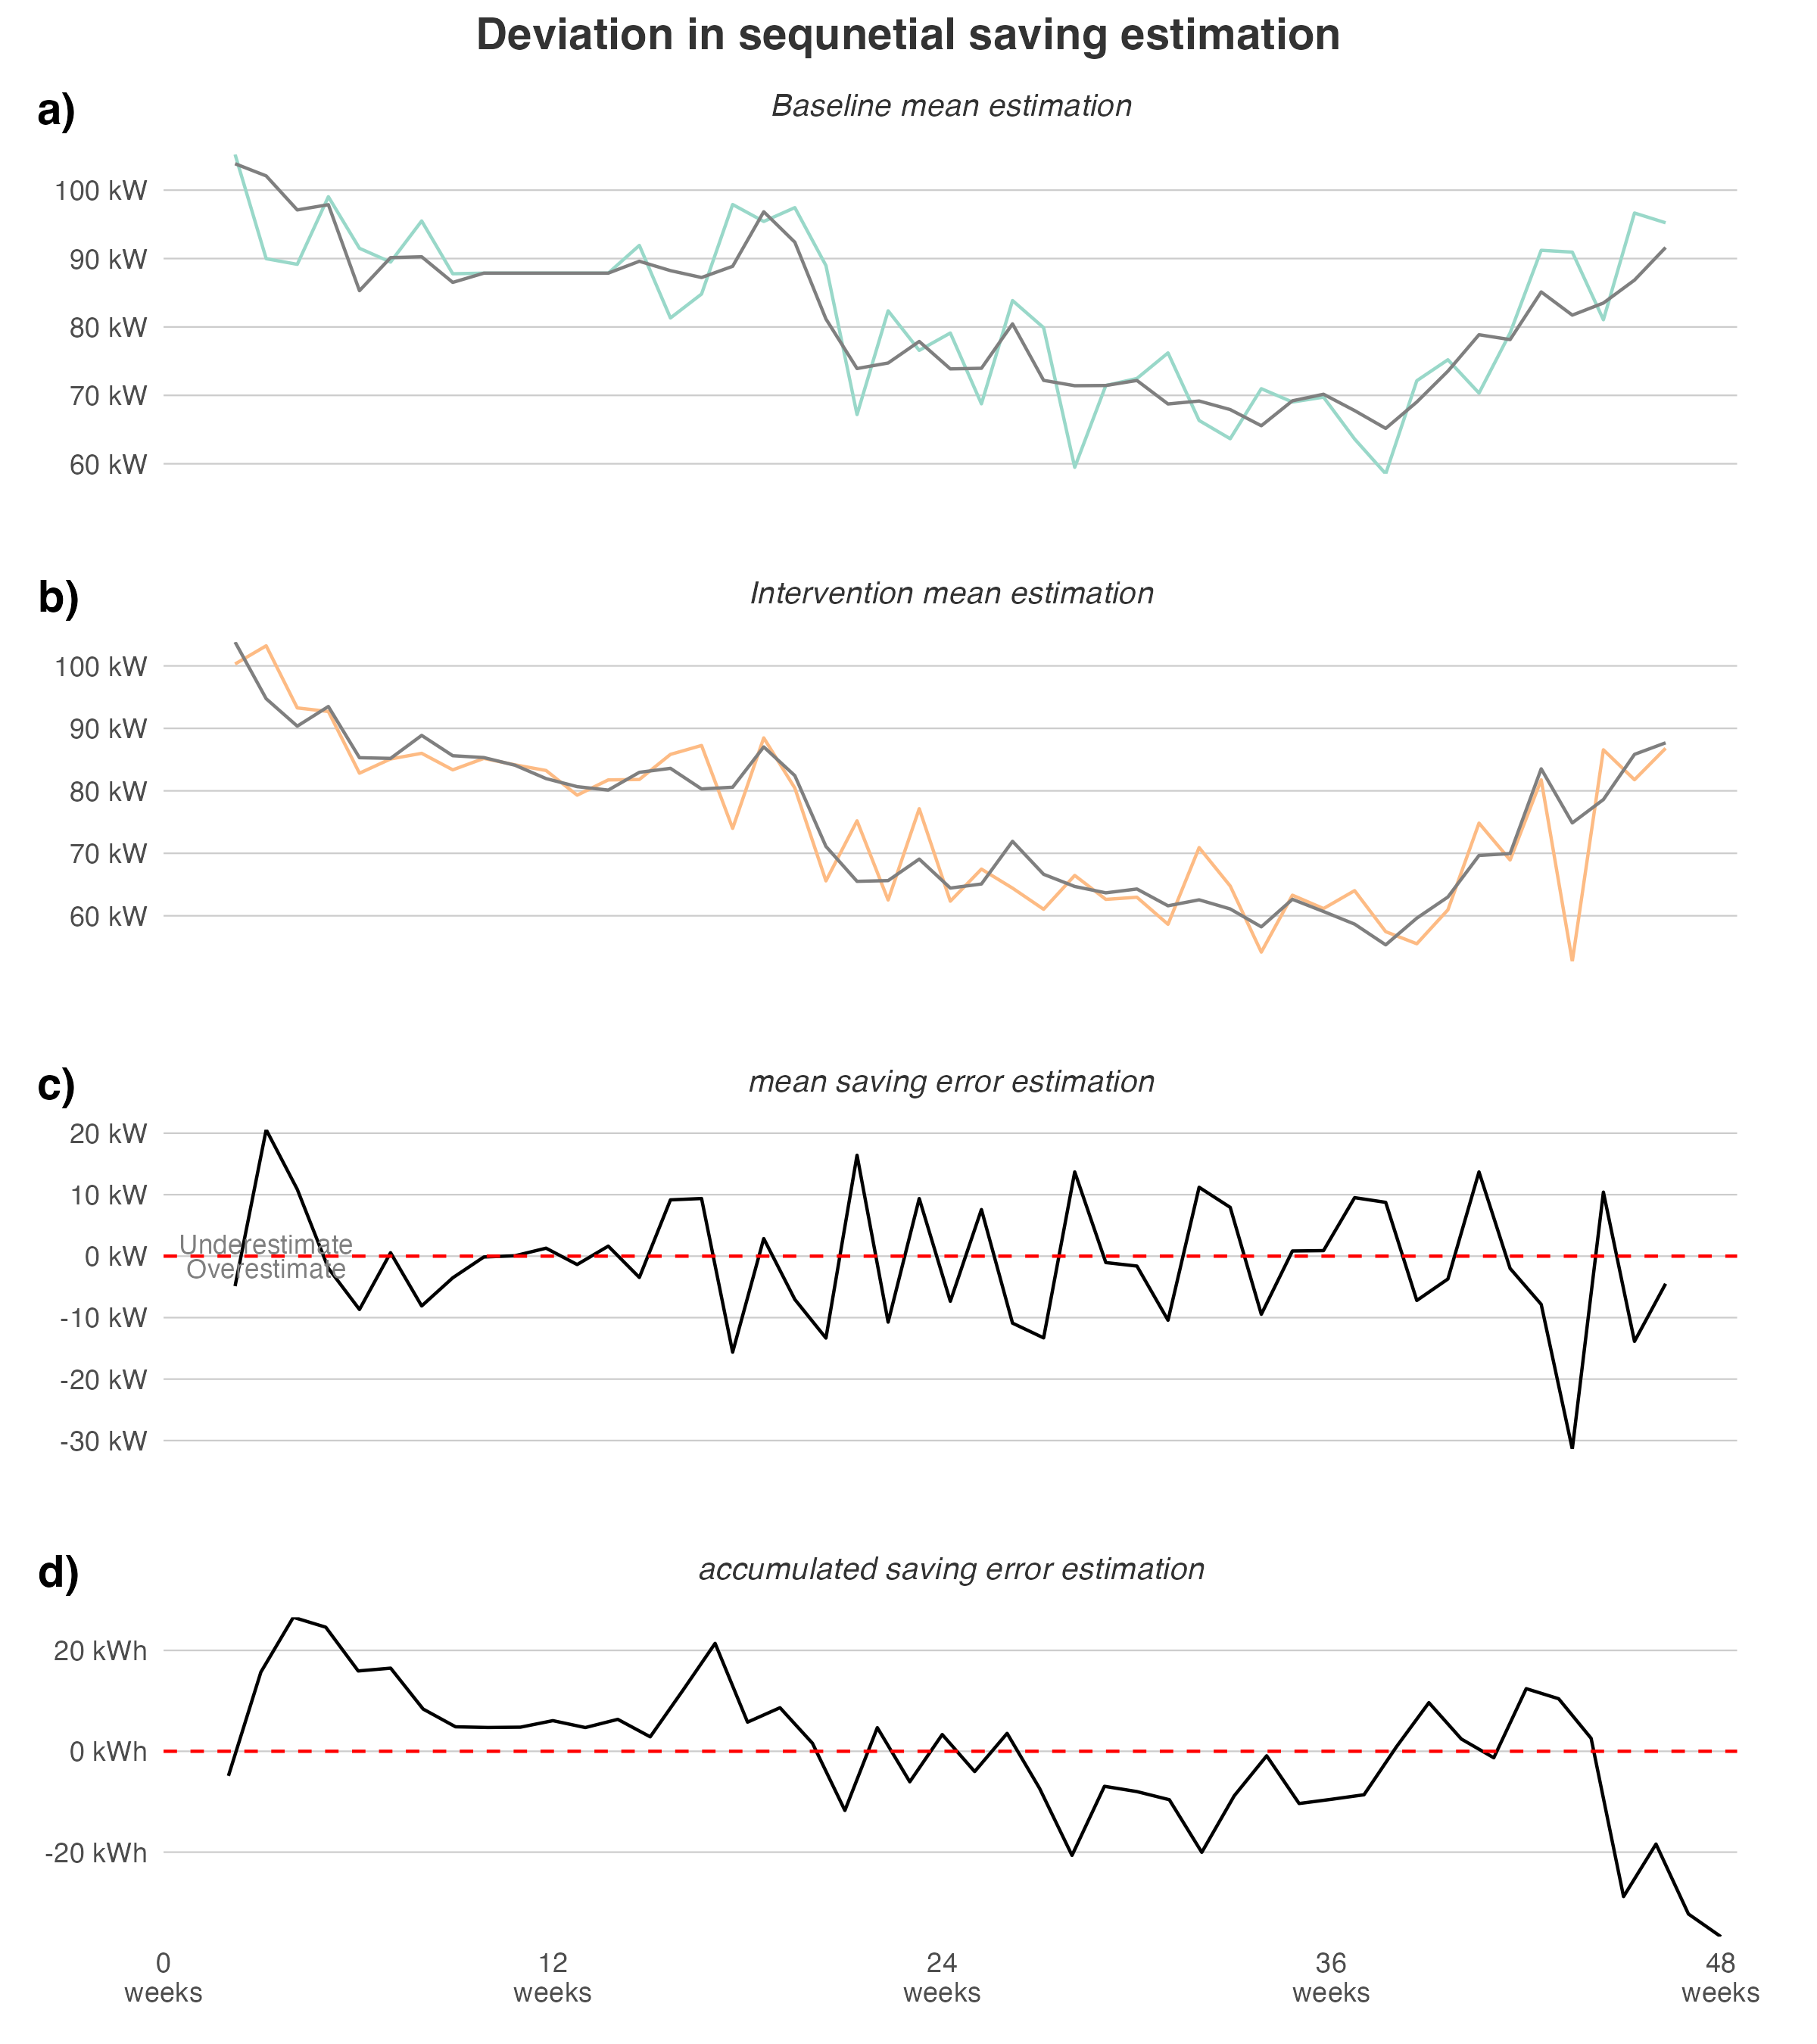 Deviation in sequnetial saving estimation
a)
Baseline mean estimation
100 kW
90 kW
80 kW
70 kW
60 kW
b)
Intervention mean estimation
100 kW
90 kW
80 kW
70 kW
60 kW
c)
mean saving error estimation
20 kW
10 kW
Underestimate
0 kW
Overestimate
-10 kW
-20 kW
-30 kW
d)
accumulated saving error estimation
20 kWh
0 kWh
-20 kWh
0 12 24 36 48
weeks weeks weeks weeks weeks